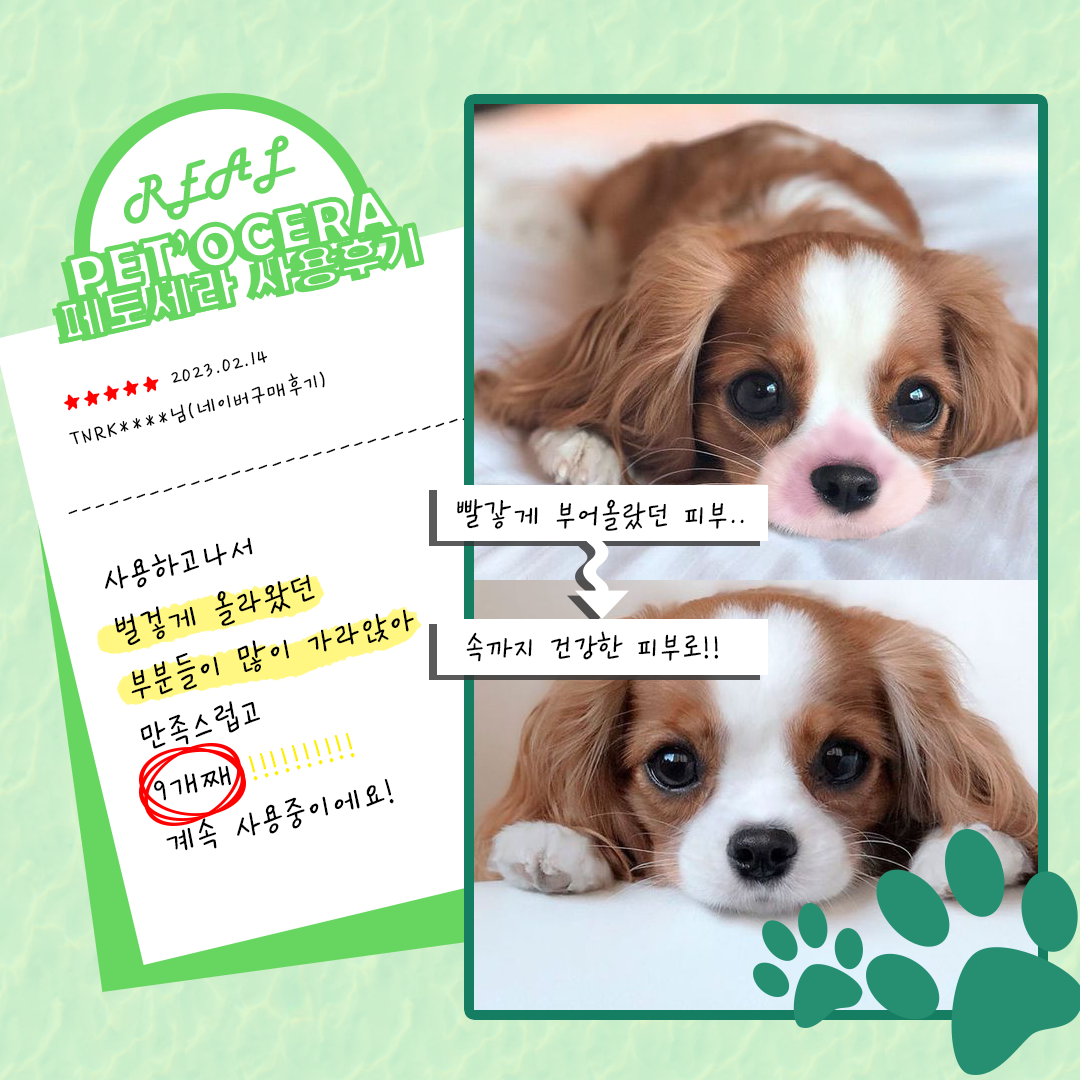 REAL
PET'OCERA
페토세라 싸용후기
★★★★★ 2023.02.14
TNRK****님(네이버구매후기)
사용하고나서
벌겋게 올라왔던
부분들이 많이 가라앉아
만족스럽고
9개째!!!!!!!!!!
계속 사용중이에요!
빨갛게 부어올랐던 피부..
속까지 건강한 피부로!!